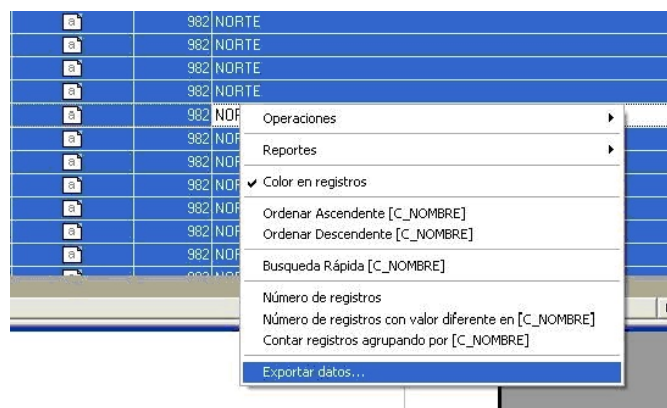 982 NORTE
982 NORTE
982 NORTE
982 NORTE
982
982
982
982
982
982
982
Operaciones
Reportes
Color en registros
Ordenar Ascendente [C_NOMBRE]
Ordenar Descendente [C_NOMBRE]
Busqueda Rápida [C_NOMBRE]
Número de registros
Número de registros con valor diferente en [C_NOMBRE]
Contar registros agrupando por [C_NOMBRE]
Exportar datos...